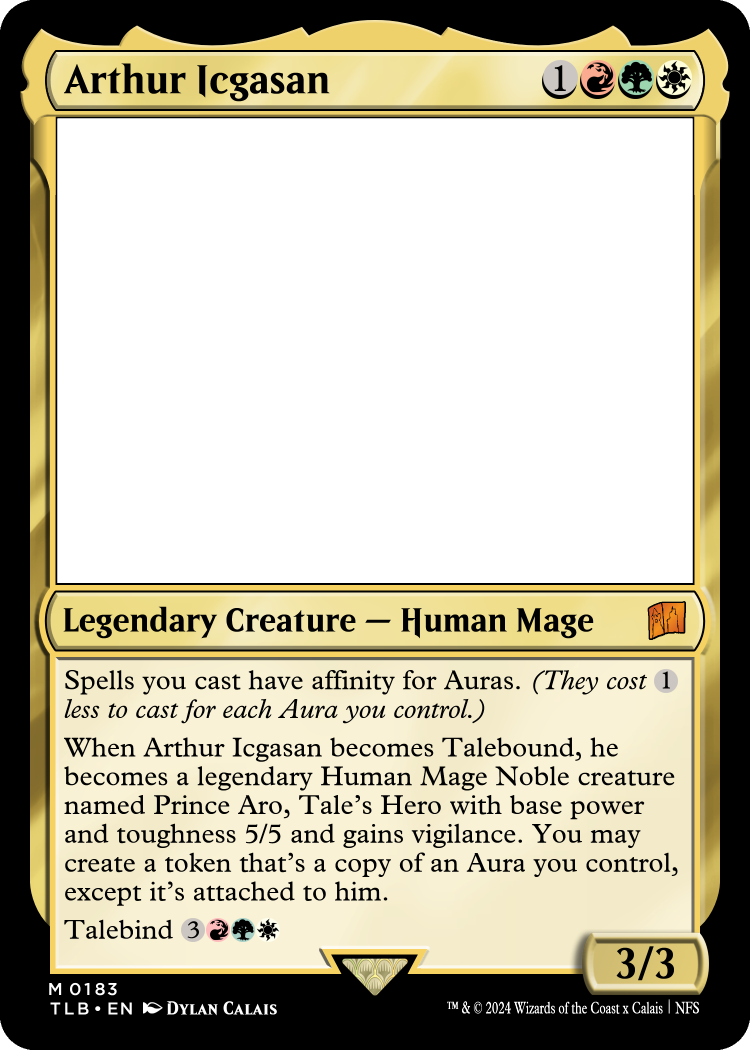 Arthur Icgasan 1
Legendary Creature — Human Mage
Spells you cast have affinity for Auras. (They cost 1
less to cast for each Aura you control.)
When Arthur Icgasan becomes Talebound, he
becomes a legendary Human Mage Noble creature
named Prince Aro, Tale's Hero with base power
and toughness 5/5 and gains vigilance. You may
create a token that's a copy of an Aura you control,
except it's attached to him.
Talebind 3
3/3
M 0183
TLB • EN Dylan Calais
™ & © 2024 Wizards of the Coast x Calais | NFS